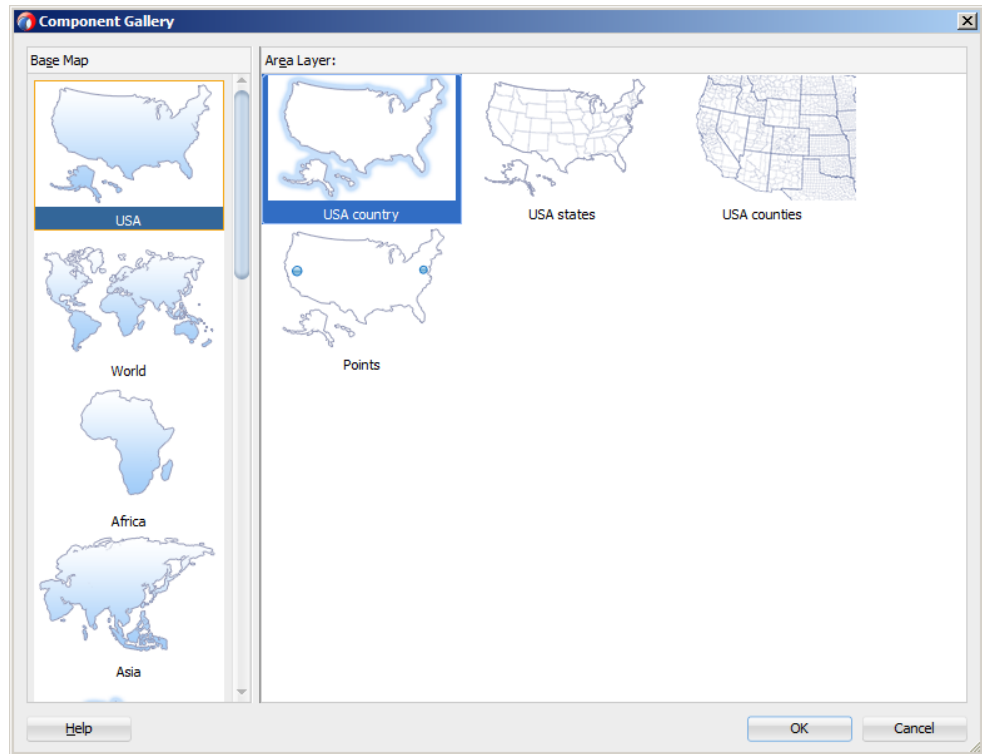 Component Gallery
Base Map
Area Layer:
USA
World
Africa
Asia
USA country
USA states
USA counties
Points
Help
OK
Cancel